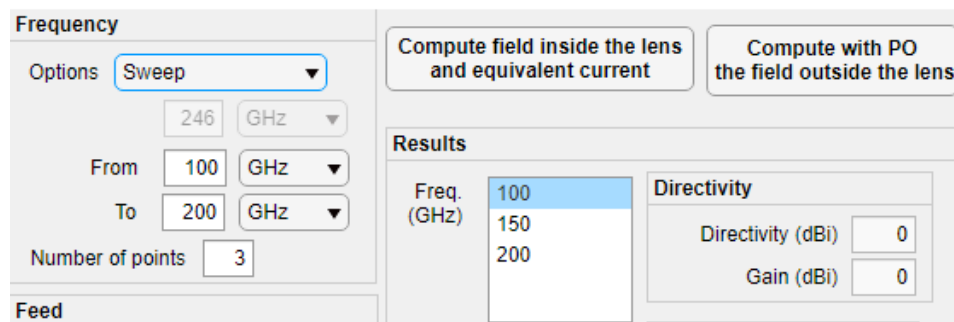 Frequency
Options Sweep
246 GHz
From 100 GHz
To 200 GHz
Number of points 3
Feed
Compute field inside the lens
and equivalent current
Compute with PO
the field outside the lens
Results
Freq.
(GHz)
100
150
200
Directivity
Directivity (dBi) 0
Gain (dBi) 0